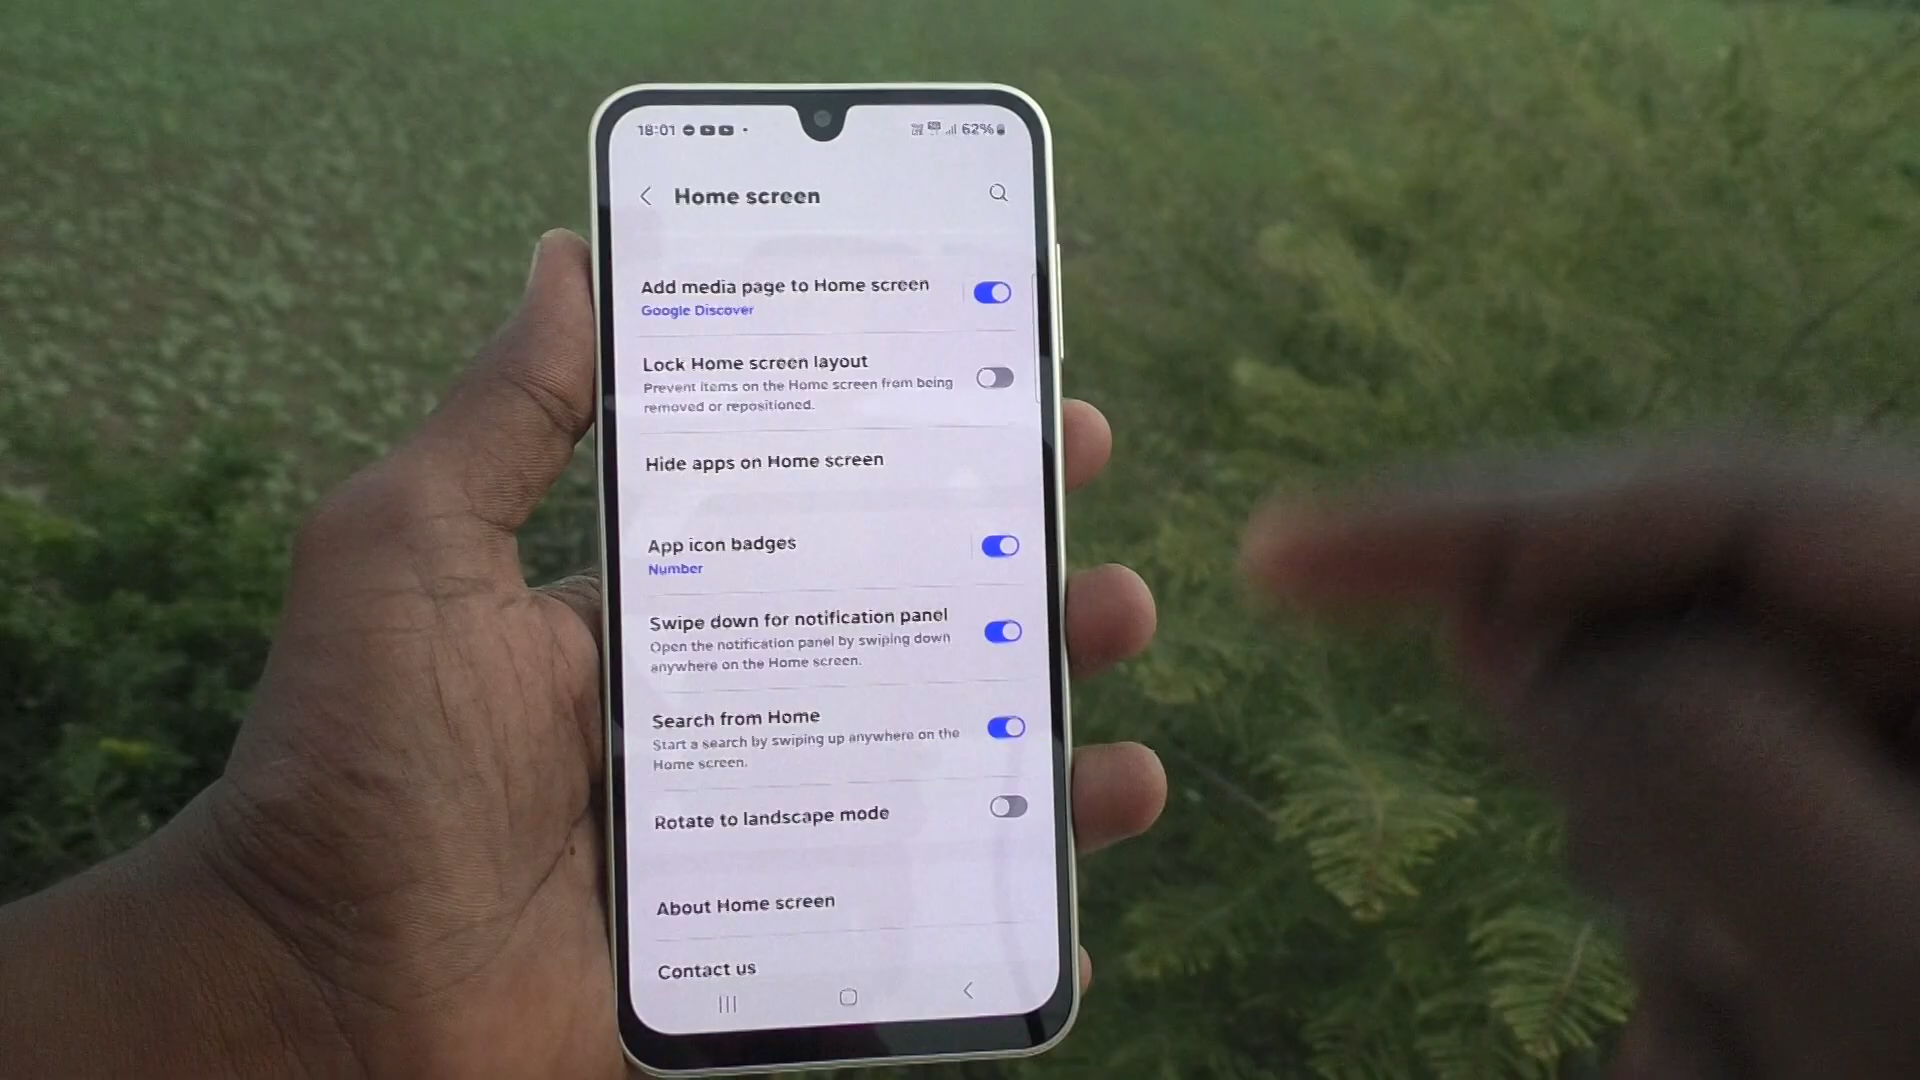 18:01
62%
Home screen
Add media page to Home screen
Google Discover
Lock Home screen layout
Prevent items on the Home screen from being
removed or repositioned.
Hide apps on Home screen
App icon badges
Number
Swipe down for notification panel
Open the notification panel by swiping down
anywhere on the Home screen.
Search from Home
Start a search by swiping up anywhere on the
Home screen.
Rotate to landscape mode
About Home screen
Contact us